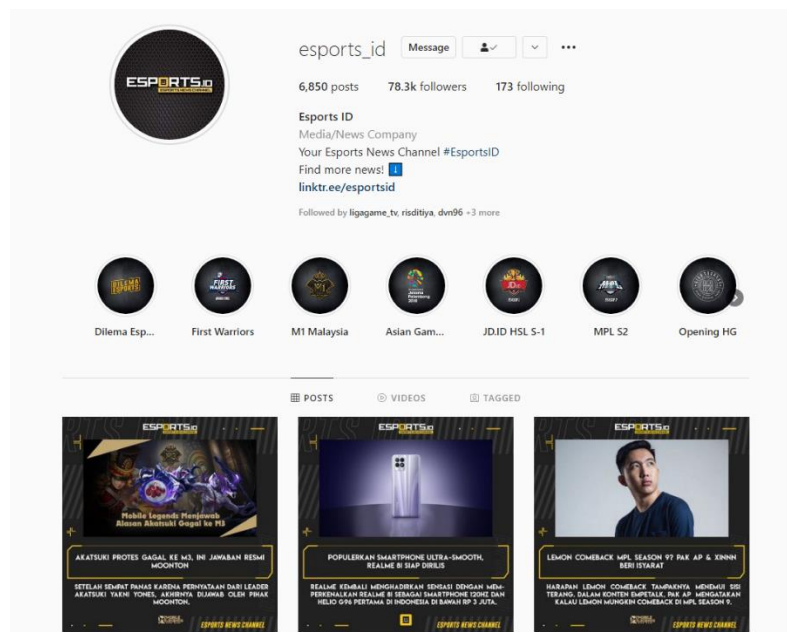 ESPORTS.ID
ESPORTS NEWS CHANNEL
esports_id Message
6,850 posts 78.3k followers 173 following
Esports ID
Media/News Company
Your Esports News Channel #EsportsID
Find more news!
linktr.ee/esportsid
Followed by ligagame_tv, risditiya, dvn96 +3 more
DILEMA ESPORTS
FIRST WARRIORS
Dilema Esp... First Warriors M1 Malaysia Asian Gam... JD.ID HSL S-1 MPL S2 Opening HG
POSTS VIDEOS TAGGED
ESPORTS.ID
Mobile Legends Menjawab
Alasan Akatsuki Gagal ke M3
AKATSUKI PROTES GAGAL KE M3, INI JAWABAN RESMI
MOONTON
SETELAH SEMPAT PANAS KARENA PERNYATAAN DARI LEADER
AKATSUKI YAKNI YONES, AKHIRNYA DIJAWAB OLEH PIHAK
MOONTON.
ESPORTS NEWS CHANNEL
ESPORTS.ID
POPULERKAN SMARTPHONE ULTRA-SMOOTH,
REALME 8I SIAP DIRILIS
REALME KEMBALI MENGHADIRKAN SENSASI DENGAN MEM-
PERKENALKAN REALME 8I SEBAGAI SMARTPHONE 120HZ DAN
HELIO G96 PERTAMA DI INDONESIA DI BAWAH RP 3 JUTA.
ESPORTS NEWS CHANNEL
ESPORTS.ID
LEMON COMEBACK MPL SEASON 9? PAK AP & XINNN
BERI ISYARAT
HARAPAN LEMON COMEBACK TAMPAKNYA MENEMUI SISI
TERANG. DALAM KONTEN EMPETALK, PAK AP MENGATAKAN
KALAU LEMON MUNGKIN COMEBACK DI MPL SEASON 9.
ESPORTS NEWS CHANNEL